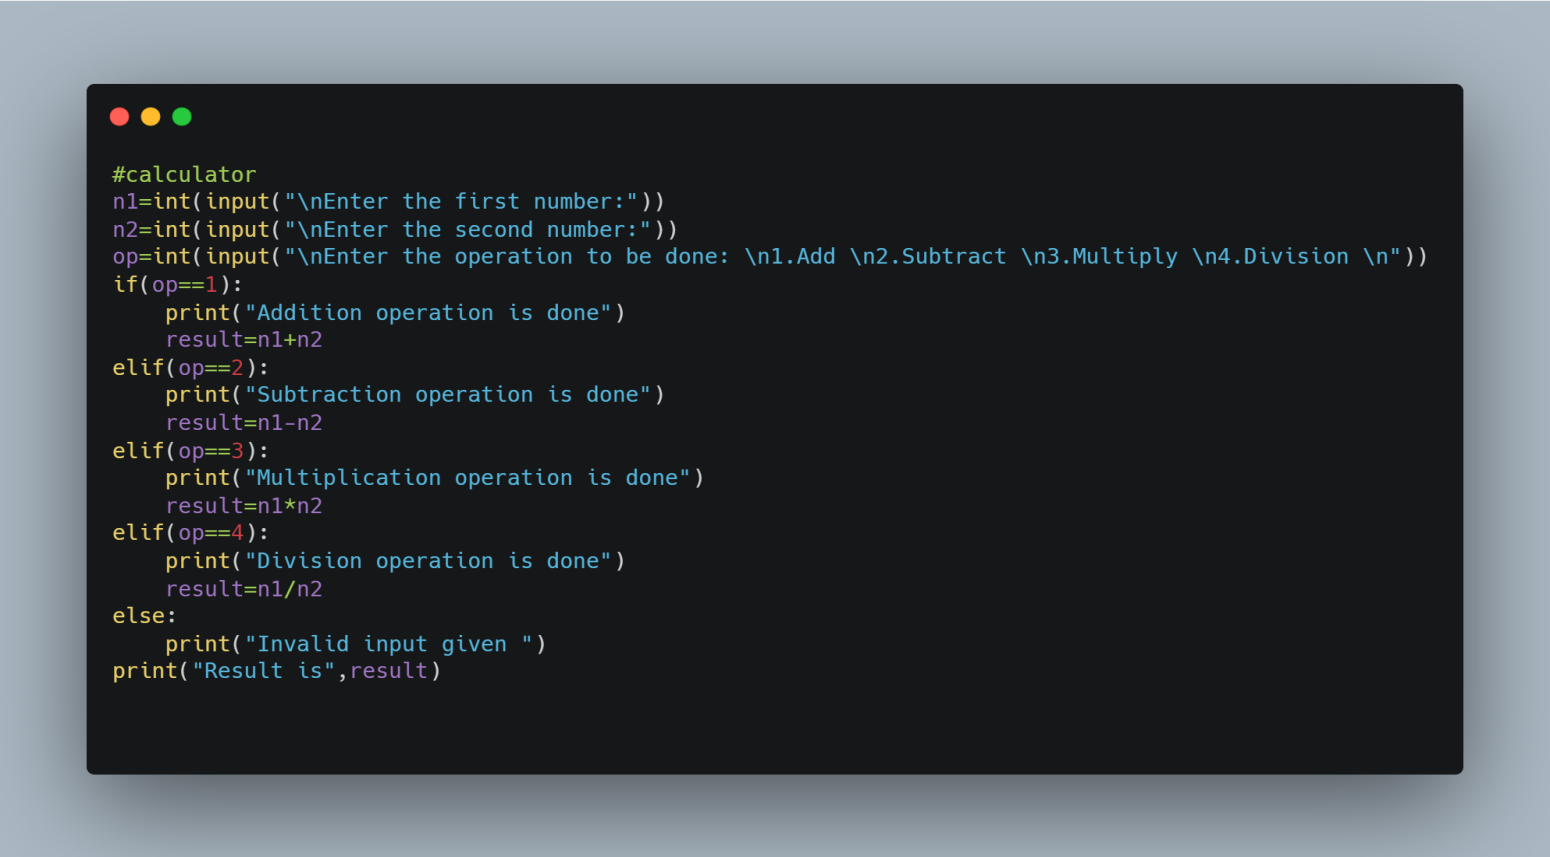 #calculator
n1=int(input("\nEnter the first number:"))
n2=int(input("\nEnter the second number:"))
op=int(input("\nEnter the operation to be done: \n1.Add \n2.Subtract \n3.Multiply \n4.Division \n"))
if(op==1):
    print("Addition operation is done")
    result=n1+n2
elif(op==2):
    print("Subtraction operation is done")
    result=n1-n2
elif(op==3):
    print("Multiplication operation is done")
    result=n1*n2
elif(op==4):
    print("Division operation is done")
    result=n1/n2
else:
    print("Invalid input given ")
print("Result is",result)